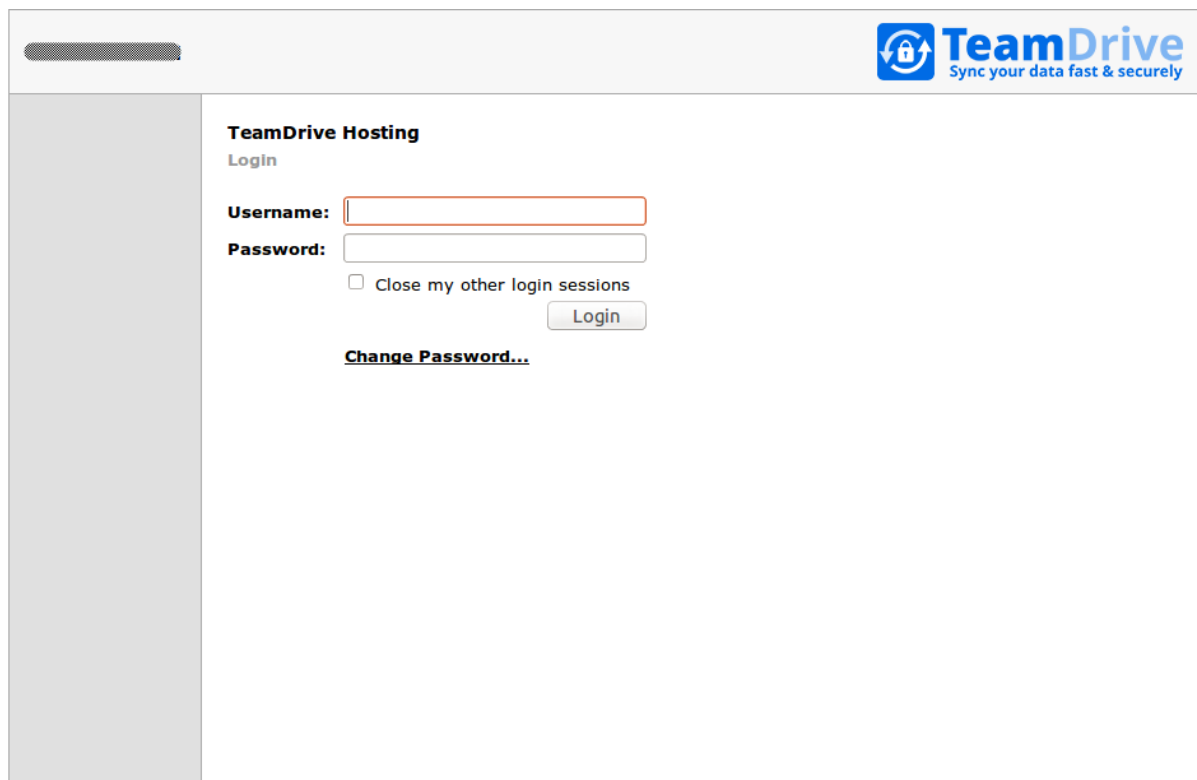 TeamDrive
Sync your data fast & securely
TeamDrive Hosting
Login
Username:
Password:
Close my other login sessions
Login
Change Password...